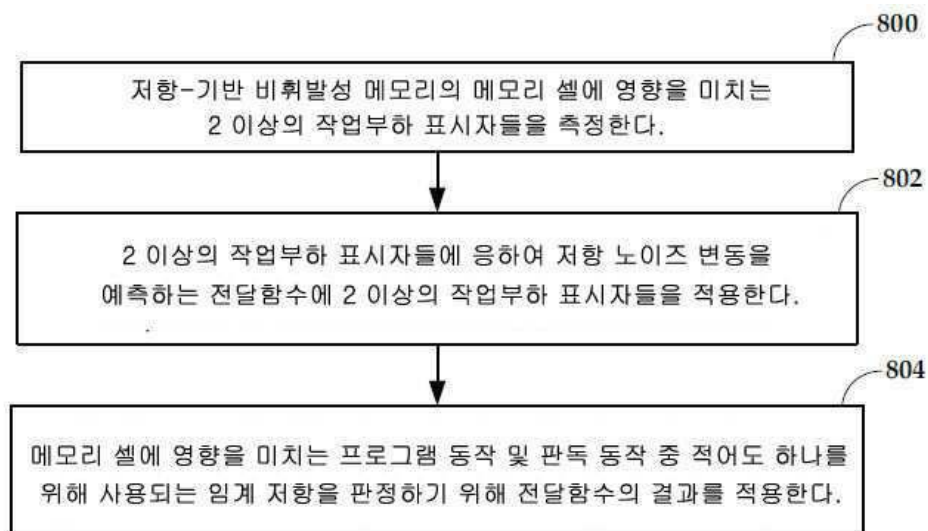 800
저항-기반 비휘발성 메모리의 메모리 셀에 영향을 미치는
2 이상의 작업부하 표시자들을 측정한다.
802
2 이상의 작업부하 표시자들에 응하여 저항 노이즈 변동을
예측하는 전달함수에 2 이상의 작업부하 표시자들을 적용한다.
804
메모리 셀에 영향을 미치는 프로그램 동작 및 판독 동작 중 적어도 하나를
위해 사용되는 임계 저항을 판정하기 위해 전달함수의 결과를 적용한다.